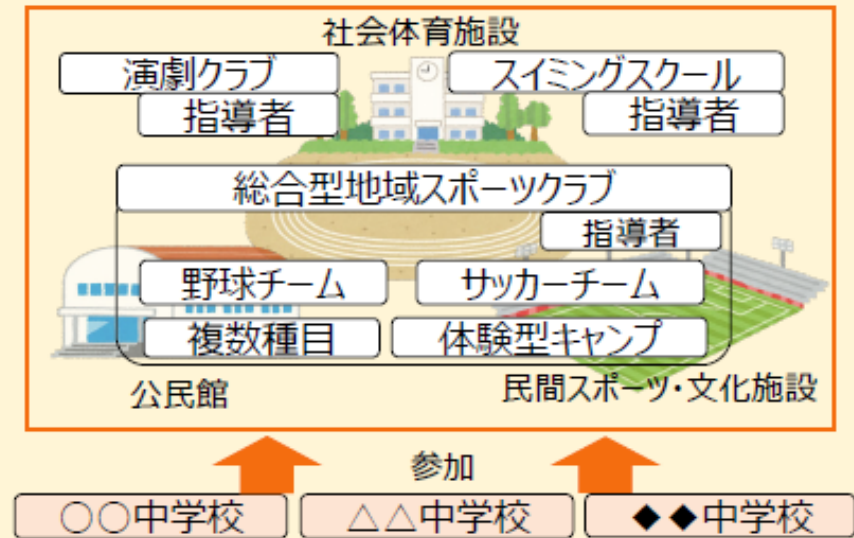 社会体育施設
演劇クラブ
指導者
スイミングスクール
指導者
総合型地域スポーツクラブ
指導者
野球チーム
サッカーチーム
複数種目
体験型キャンプ
公民館
民間スポーツ・文化施設
参加
○○中学校
△△中学校
◆◆中学校